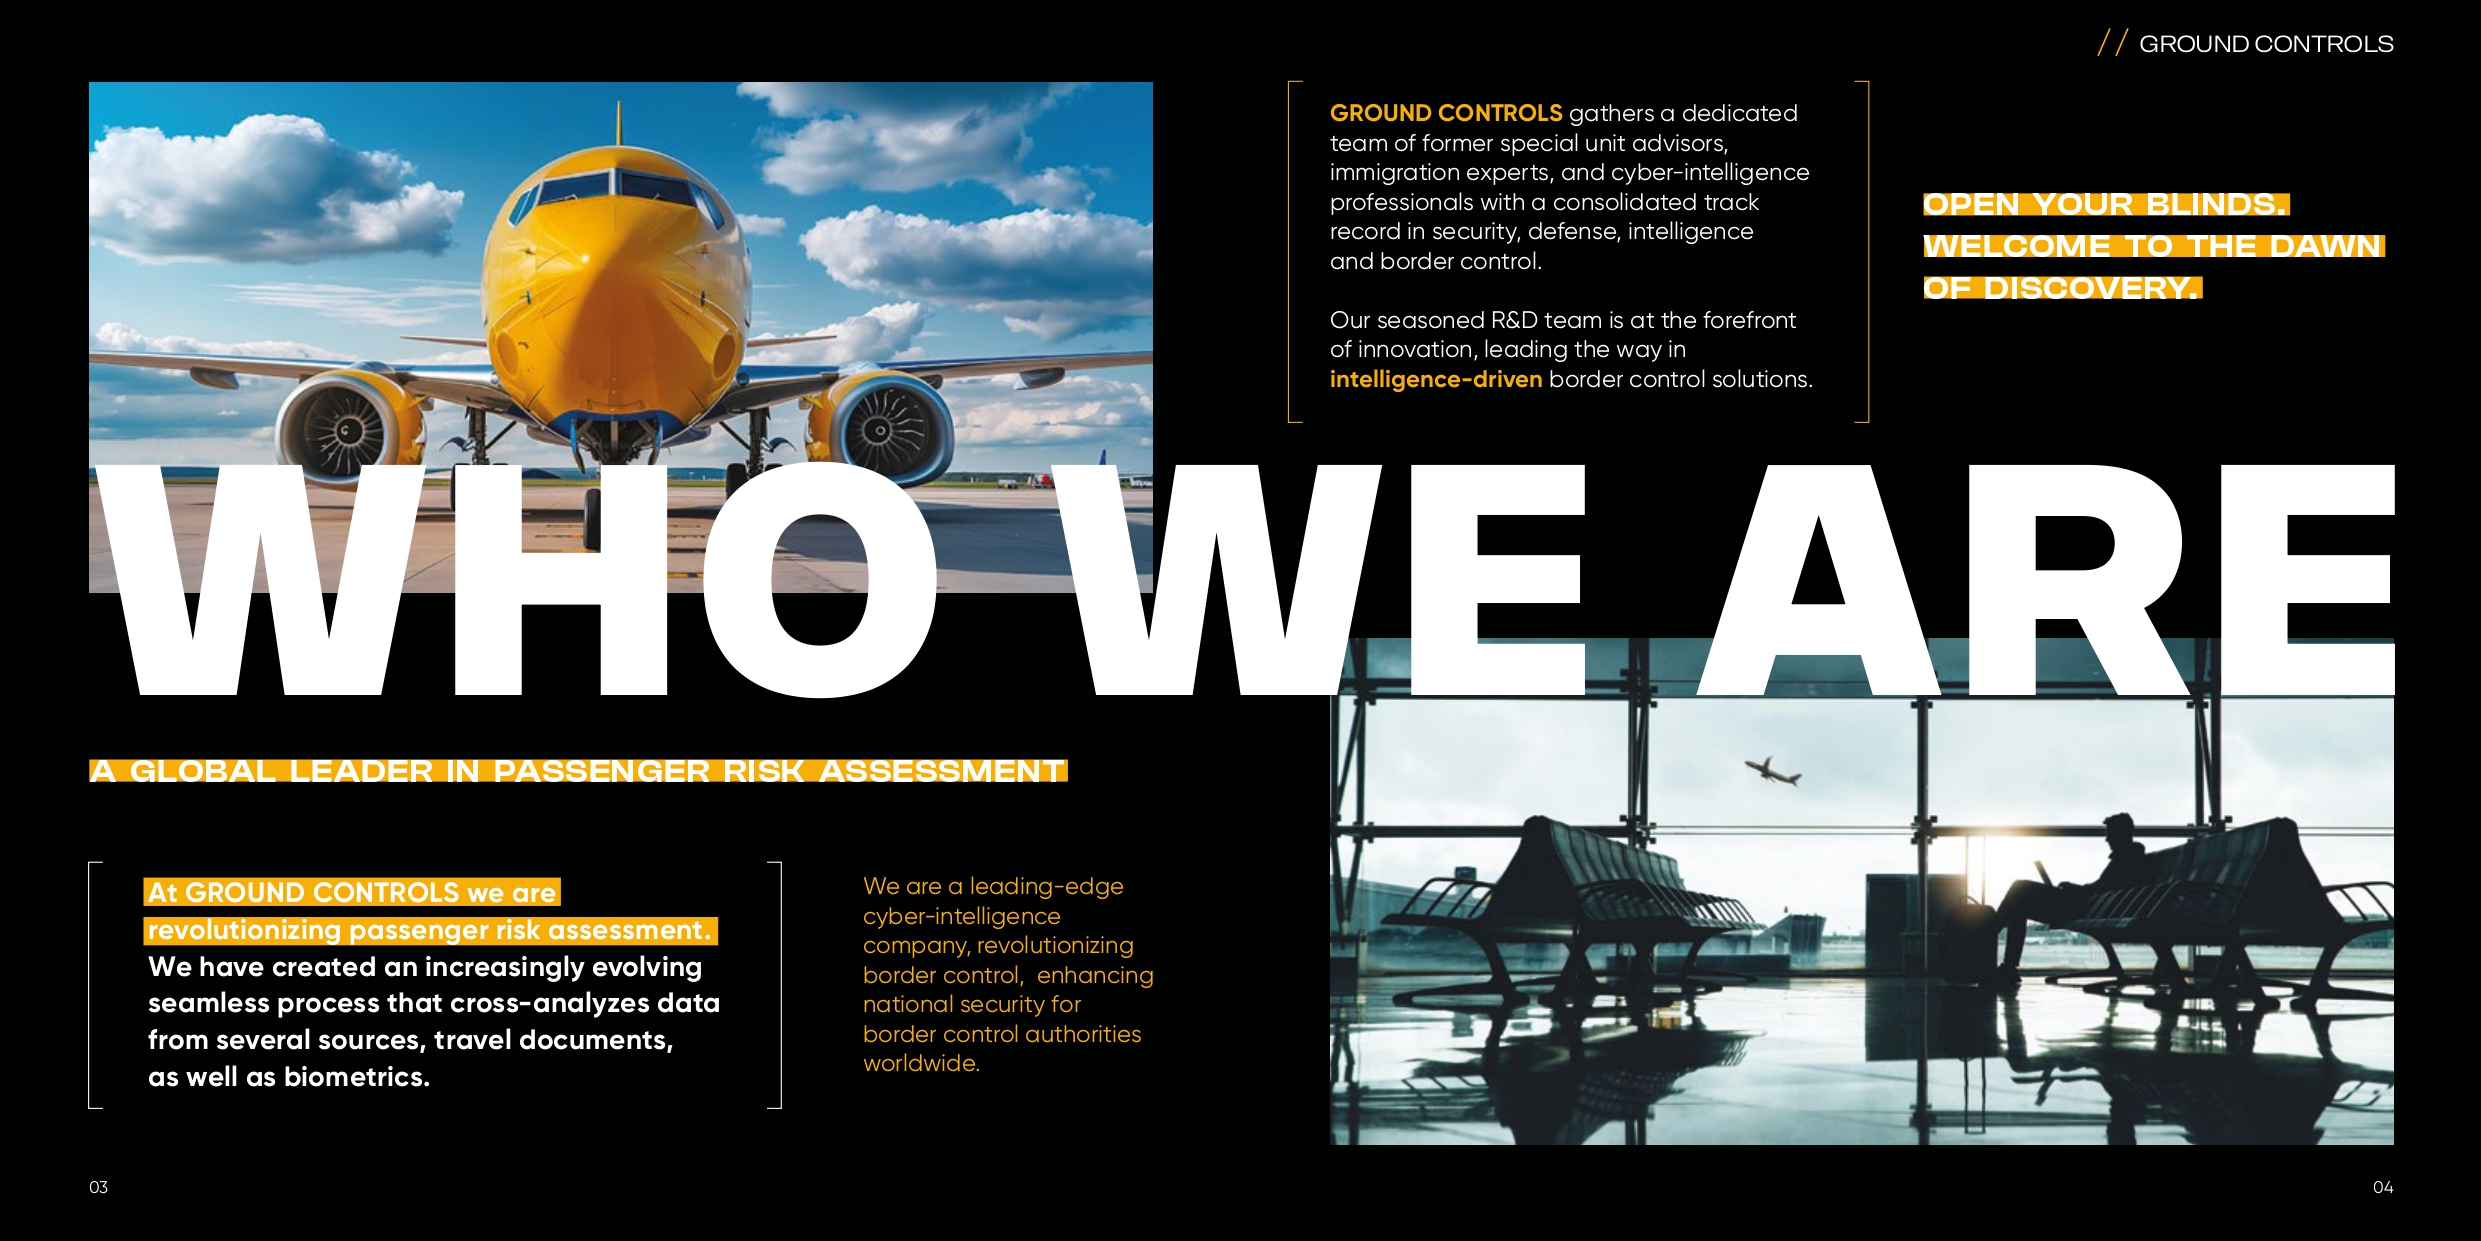 // GROUND CONTROLS
GROUND CONTROLS gathers a dedicated
team of former special unit advisors,
immigration experts, and cyber-intelligence
professionals with a consolidated track
record in security, defense, intelligence
and border control.
Our seasoned R&D team is at the forefront
of innovation, leading the way in
intelligence-driven border control solutions.
OPEN YOUR BLINDS.
WELCOME TO THE DAWN
OF DISCOVERY.
WHO WE ARE
A GLOBAL LEADER IN PASSENGER RISK ASSESSMENT
At GROUND CONTROLS we are
revolutionizing passenger risk assessment.
We have created an increasingly evolving
seamless process that cross-analyzes data
from several sources, travel documents,
as well as biometrics.
We are a leading-edge
cyber-intelligence
company, revolutionizing
border control,  enhancing
national security for
border control authorities
worldwide.
03
04